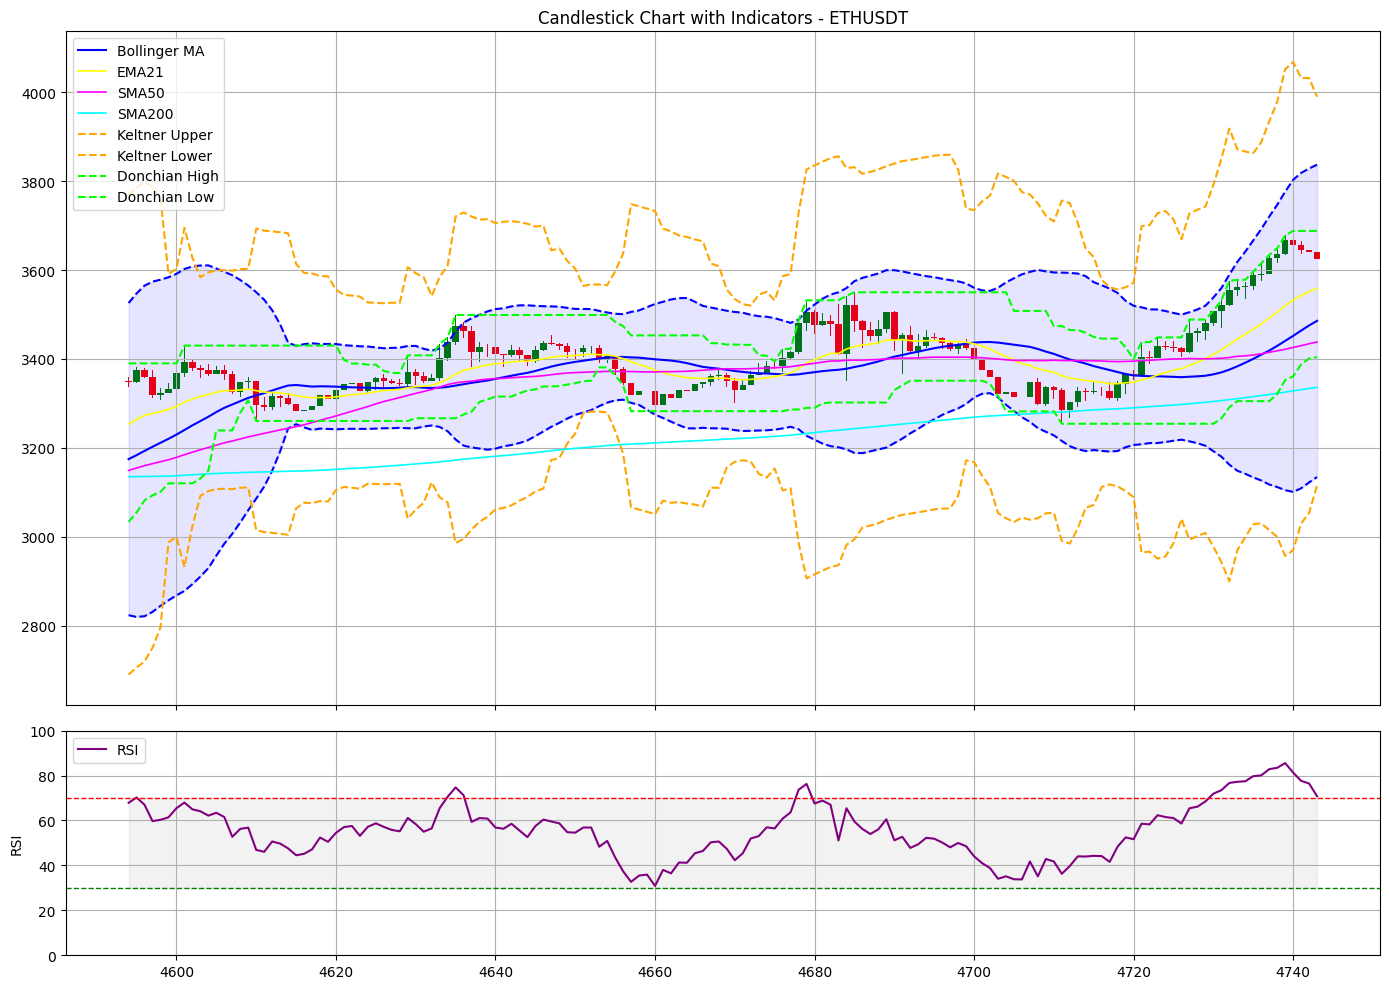 Candlestick Chart with Indicators - ETHUSDT
Bollinger MA
EMA21
SMA50
SMA200
Keltner Upper
Keltner Lower
Donchian High
Donchian Low
4000
3800
3600
3400
3200
3000
2800
RSI
100
80
60
40
20
0
RSI
4600
4620
4640
4660
4680
4700
4720
4740